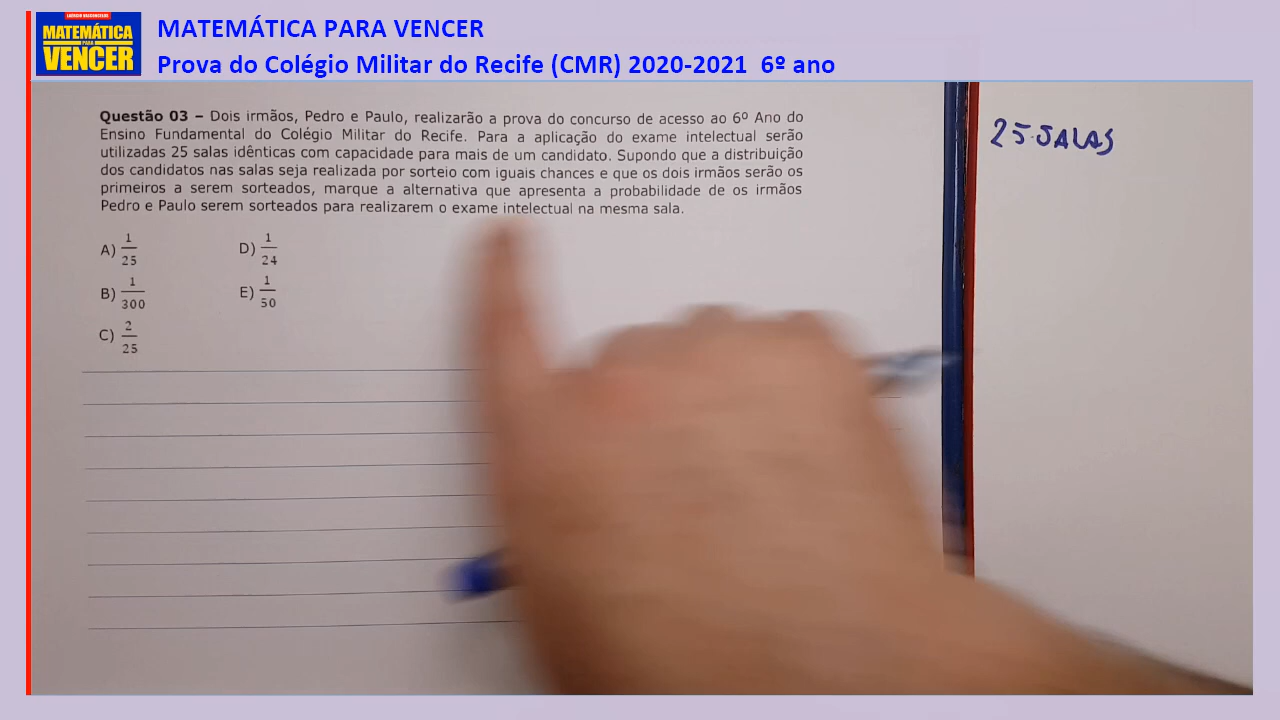 LAÉRCIO VASCONCELOS
MATEMÁTICA
PARA
VENCER
MATEMÁTICA PARA VENCER
Prova do Colégio Militar do Recife (CMR) 2020-2021 6º ano
Questão 03 – Dois irmãos, Pedro e Paulo, realizarão a prova do concurso de acesso ao 6º Ano do
Ensino Fundamental do Colégio Militar do Recife. Para a aplicação do exame intelectual serão
utilizadas 25 salas idênticas com capacidade para mais de um candidato. Supondo que a distribuição
dos candidatos nas salas seja realizada por sorteio com iguais chances e que os dois irmãos serão os
primeiros a serem sorteados, marque a alternativa que apresenta a probabilidade de os irmãos
Pedro e Paulo serem sorteados para realizarem o exame intelectual na mesma sala.
A) 1/25
B) 1/300
C) 2/25
D) 1/24
E) 1/50
25 SALAS